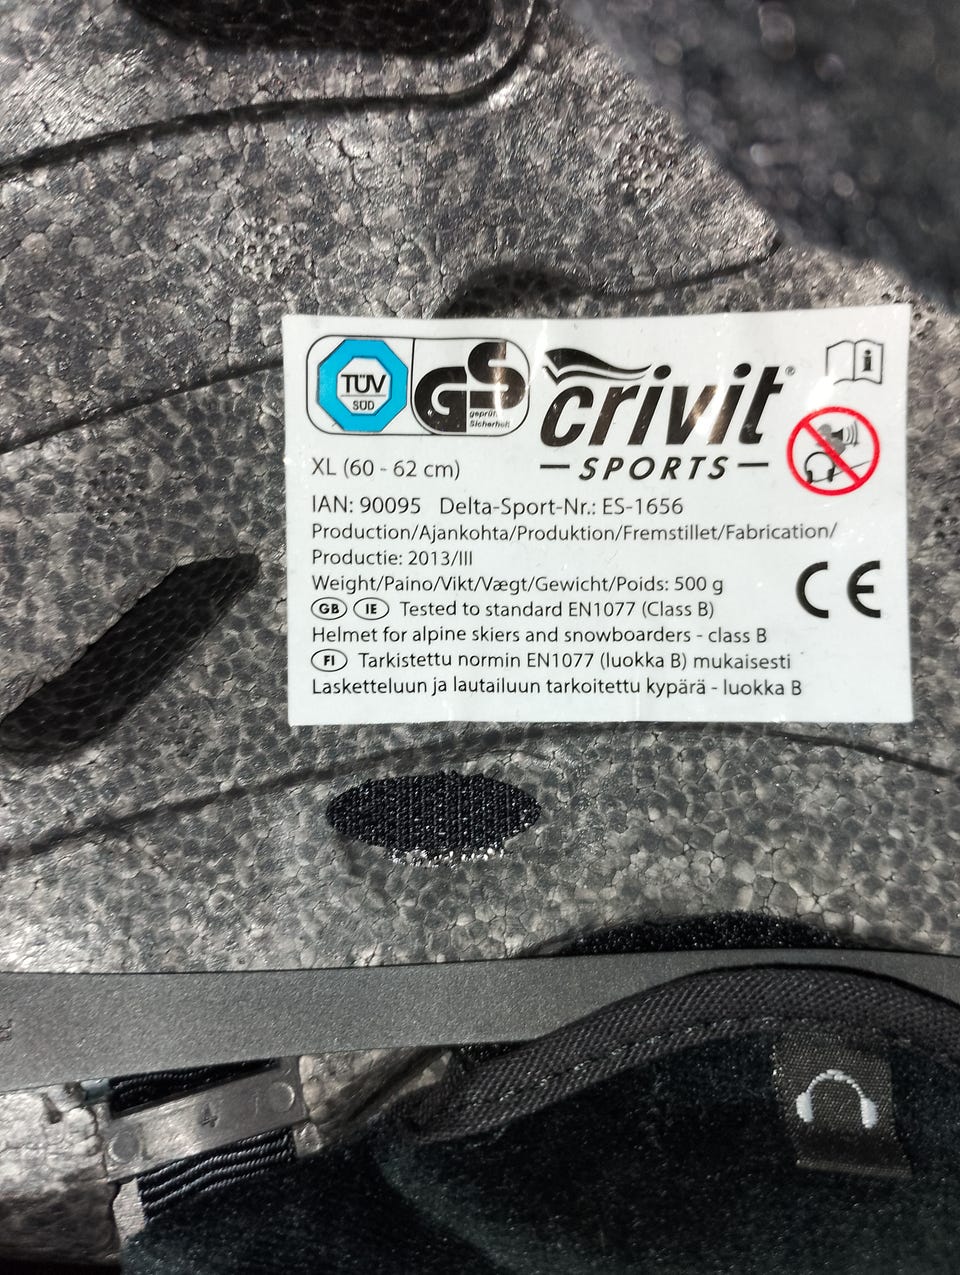 TÜV
SÜD
GS
geprüfte
Sicherheit
crivit®
SPORTS
XL (60 - 62 cm)
IAN: 90095 Delta-Sport-Nr.: ES-1656
Production/Ajankohta/Produktion/Fremstillet/Fabrication/
Productie: 2013/III
Weight/Paino/Vikt/Vægt/Gewicht/Poids: 500 g
CE
GB IE Tested to standard EN1077 (Class B)
Helmet for alpine skiers and snowboarders - class B
FI Tarkistettu normin EN1077 (luokka B) mukaisesti
Lasketteluun ja lautailuun tarkoitettu kypärä - luokka B
4